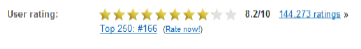 User rating: 8.2/10 144,273 ratings »
Top 250: #166 (Rate now!)